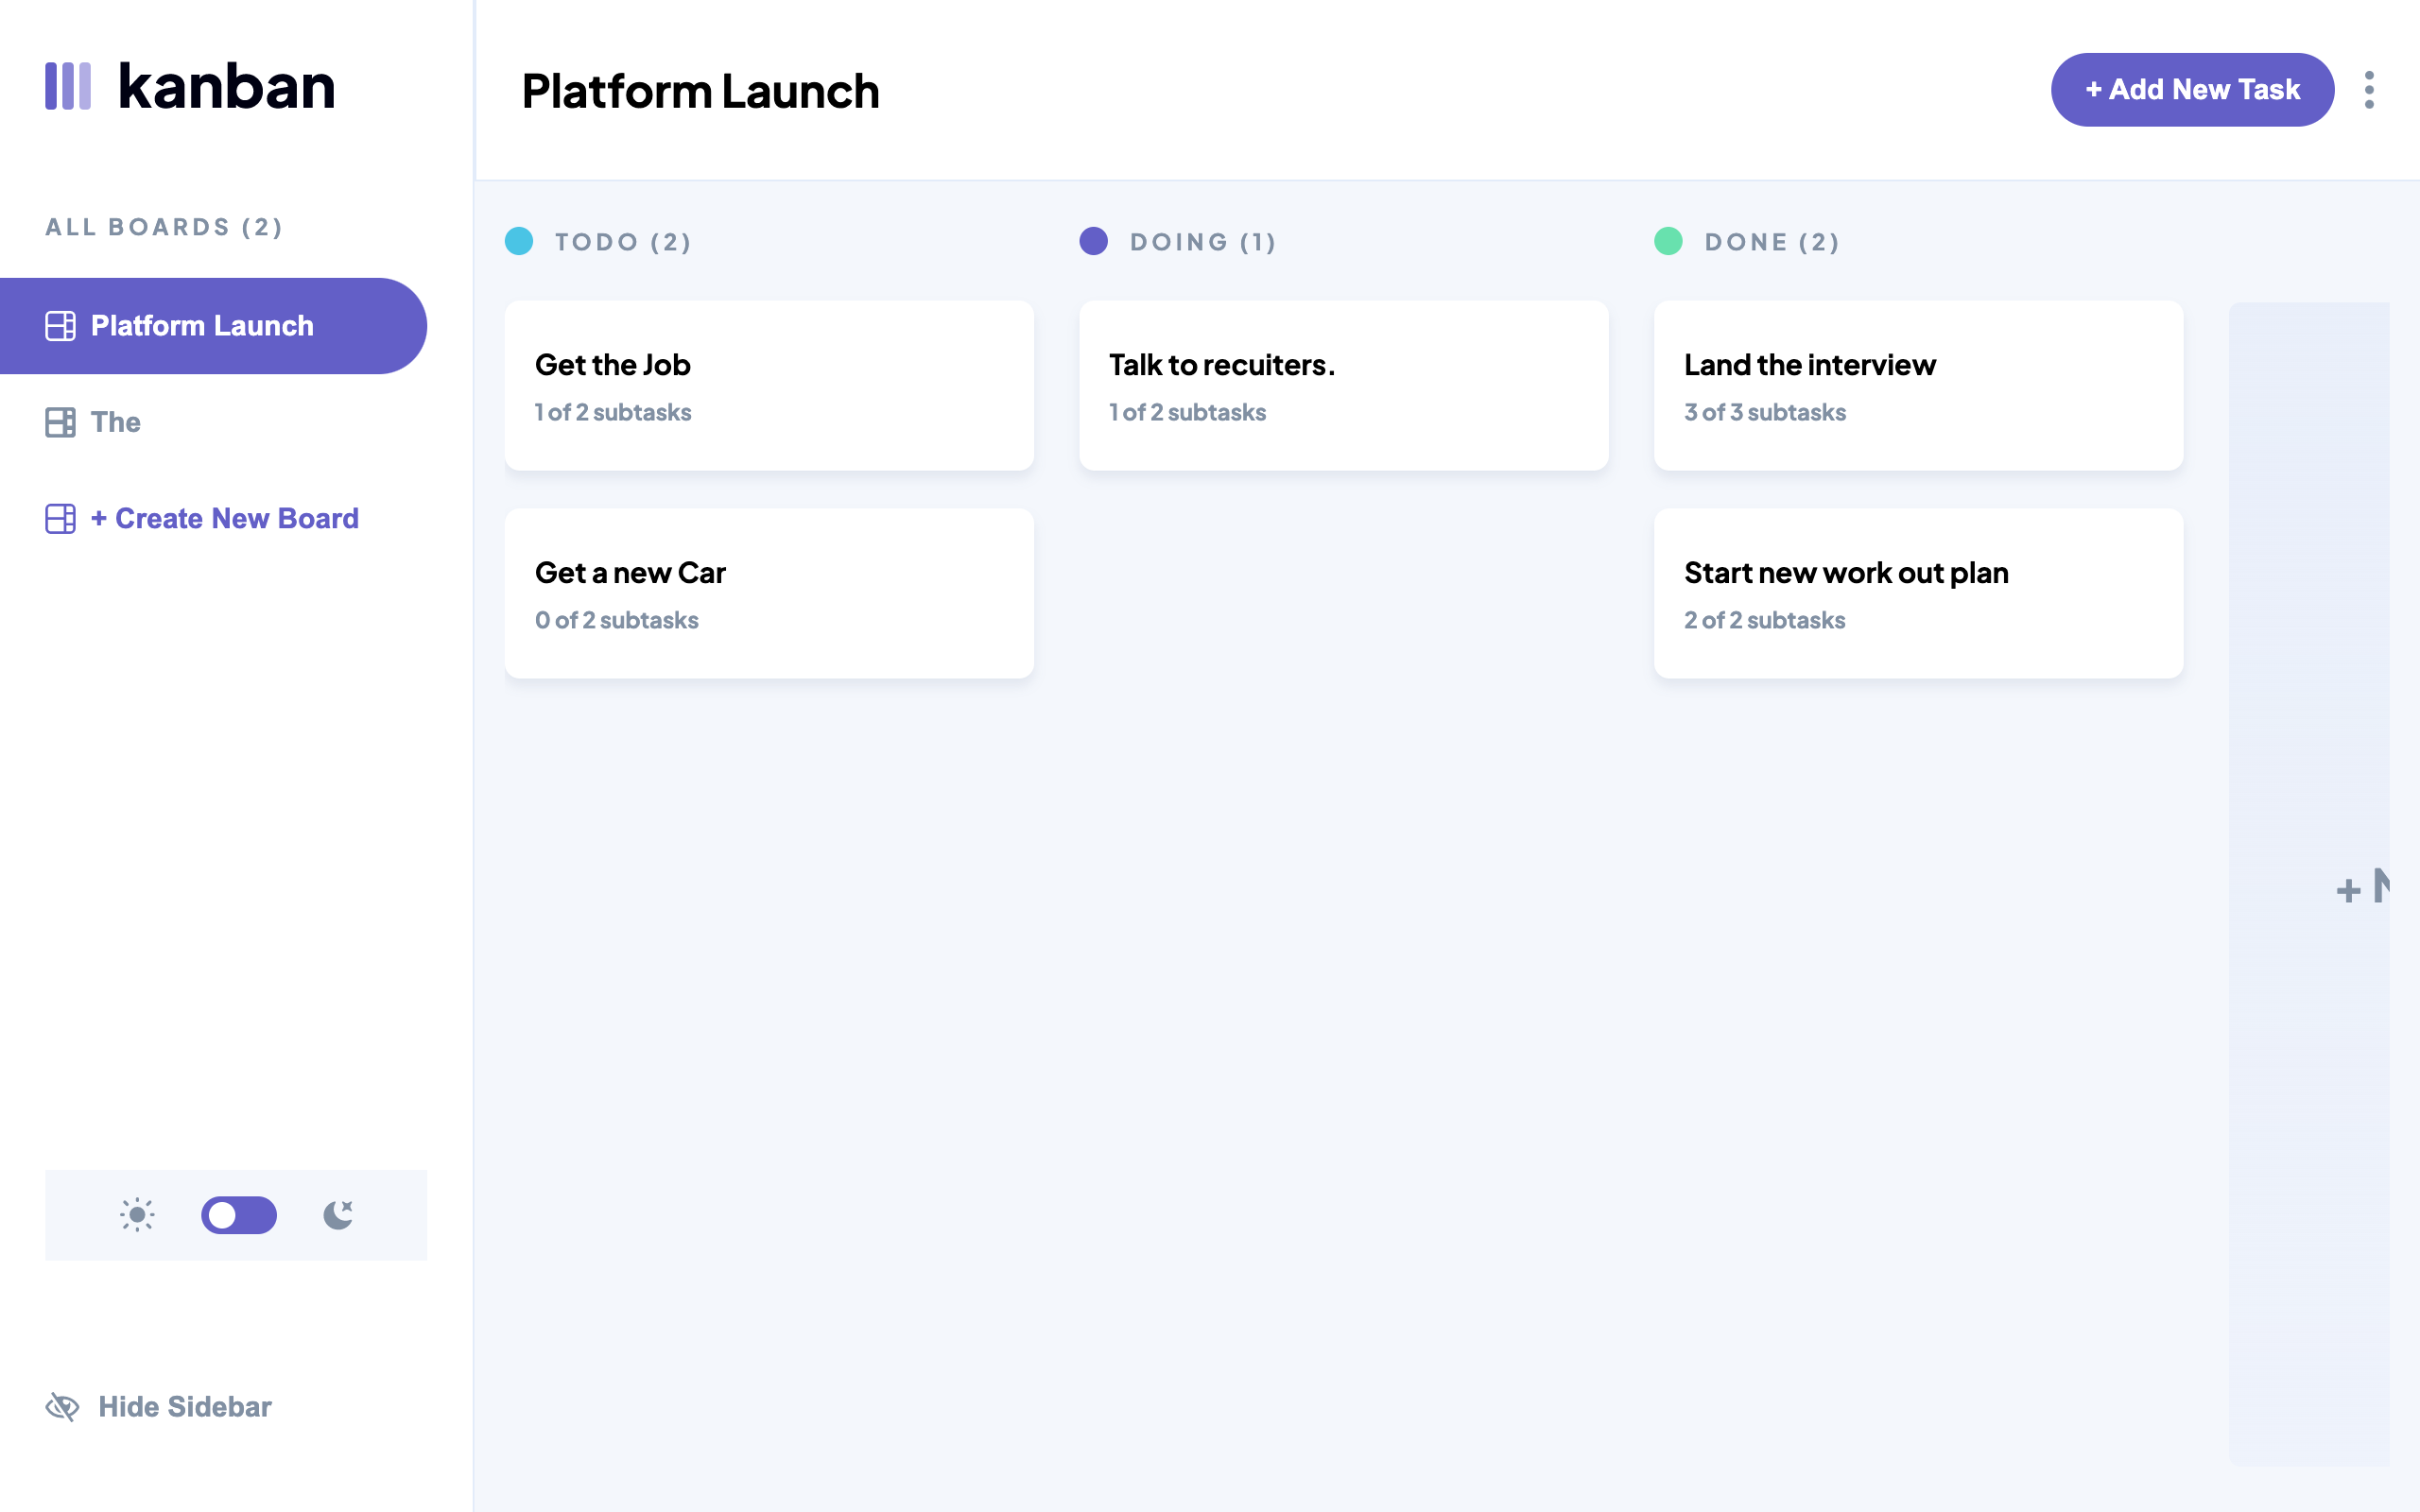 kanban
ALL BOARDS (2)
Platform Launch
The
+ Create New Board
Hide Sidebar
Platform Launch
+ Add New Task
TODO (2)
Get the Job
1 of 2 subtasks
Get a new Car
0 of 2 subtasks
DOING (1)
Talk to recuiters.
1 of 2 subtasks
DONE (2)
Land the interview
3 of 3 subtasks
Start new work out plan
2 of 2 subtasks
+